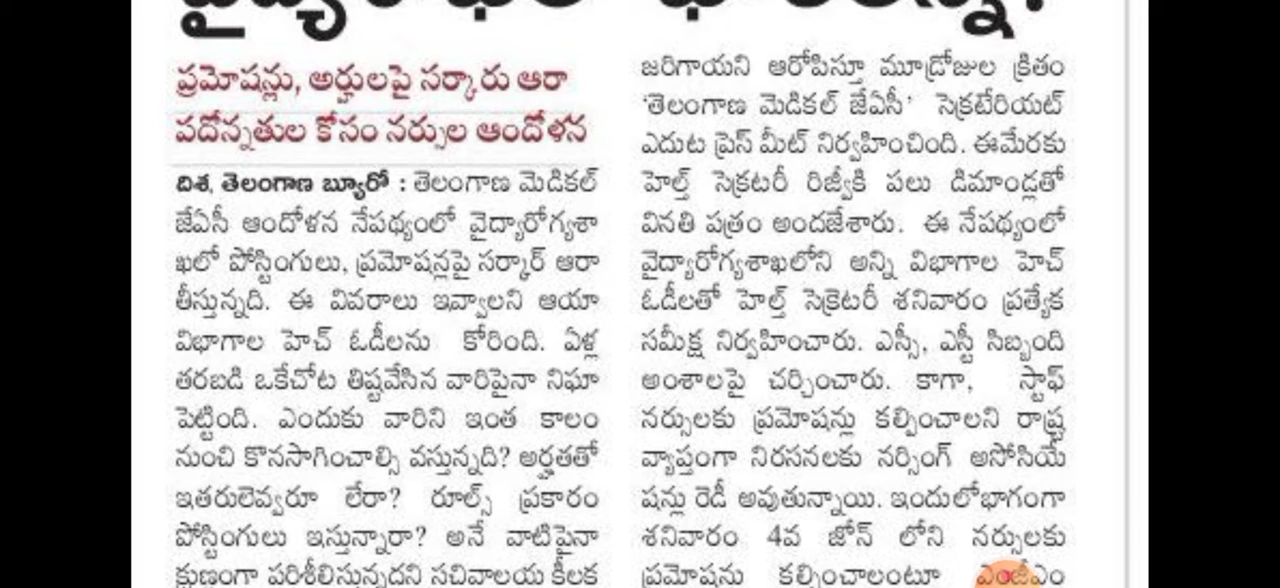 ప్రమోషన్లు, అర్హులపై సర్కారు ఆరా
పదోన్నతుల కోసం నర్సుల ఆందోళన
దిశ, తెలంగాణ బ్యూరో : తెలంగాణ మెడికల్
జేఏసీ ఆందోళన నేపథ్యంలో వైద్యారోగ్యశా
ఖలో పోస్టింగులు, ప్రమోషన్లపై సర్కార్ ఆరా
తీస్తున్నది. ఈ వివరాలు ఇవ్వాలని ఆయా
విభాగాల హెచ్ ఓడీలను కోరింది. ఏళ్ల
తరబడి ఒకేచోట తిష్టవేసిన వారిపైనా నిఘా
పెట్టింది. ఎందుకు వారిని ఇంత కాలం
నుంచి కొనసాగించాల్సి వస్తున్నది? అర్హతతో
ఇతరులెవ్వరూ లేరా? రూల్స్ ప్రకారం
పోస్టింగులు ఇస్తున్నారా? అనే వాటిపైనా
క్షుణంగా పరిశీలిస్తున్నదని సచివాలయ కీలక
జరిగాయని ఆరోపిస్తూ మూడ్రోజుల క్రితం
‘తెలంగాణ మెడికల్ జేఏసీ’ సెక్రటేరియట్
ఎదుట ప్రెస్ మీట్ నిర్వహించింది. ఈమేరకు
హెల్త్ సెక్రటరీ రిజ్వీకి పలు డిమాండ్లతో
వినతి పత్రం అందజేశారు. ఈ నేపథ్యంలో
వైద్యారోగ్యశాఖలోని అన్ని విభాగాల హెచ్
ఓడీలతో హెల్త్ సెక్రెటరీ శనివారం ప్రత్యేక
సమీక్ష నిర్వహించారు. ఎస్సీ, ఎస్టీ సిబ్బంది
అంశాలపై చర్చించారు. కాగా, స్టాఫ్
నర్సులకు ప్రమోషన్లు కల్పించాలని రాష్ట్ర
వ్యాప్తంగా నిరసనలకు నర్సింగ్ అసోసియే
షన్లు రెడీ అవుతున్నాయి. ఇందులోభాగంగా
శనివారం 4వ జోన్ లోని నర్సులకు
ప్రమోషన్లు కల్పించాలంటూ ఎంజీఎం